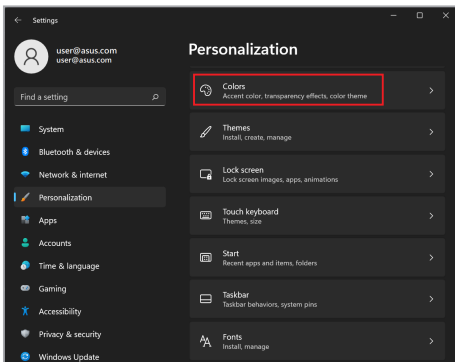 Settings
user@asus.com
user@asus.com
Find a setting
System
Bluetooth & devices
Network & internet
Personalization
Apps
Accounts
Time & language
Gaming
Accessibility
Privacy & security
Windows Update
Personalization
Colors
Accent color, transparency effects, color theme
Themes
Install, create, manage
Lock screen
Lock screen images, apps, animations
Touch keyboard
Themes, size
Start
Recent apps and items, folders
Taskbar
Taskbar behaviors, system pins
Fonts
Install, manage